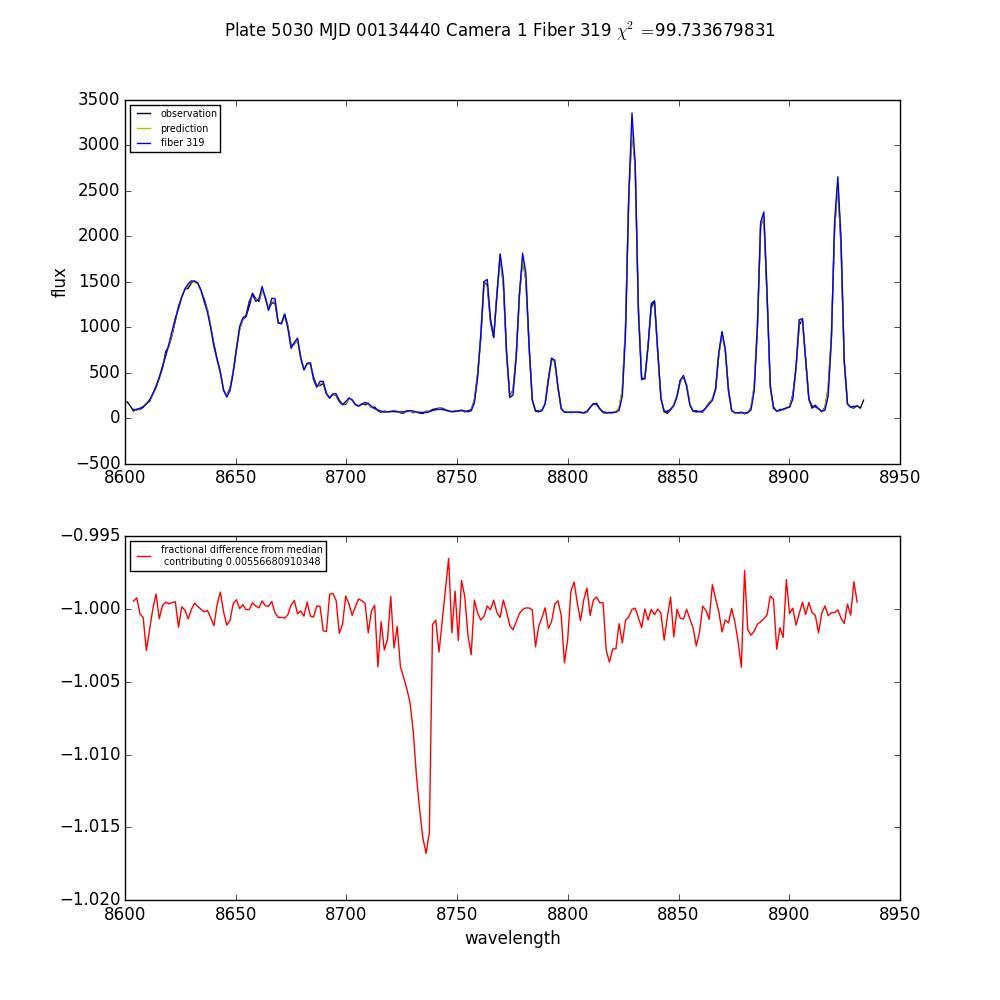 Plate 5030 MJD 00134440 Camera 1 Fiber 319 χ² =99.733679831
3500
3000
2500
2000
1500
1000
500
0
−500
flux
observation
prediction
fiber 319
8600 8650 8700 8750 8800 8850 8900 8950
−0.995
−1.000
−1.005
−1.010
−1.015
−1.020
fractional difference from median
contributing 0.00556680910348
8600 8650 8700 8750 8800 8850 8900 8950
wavelength